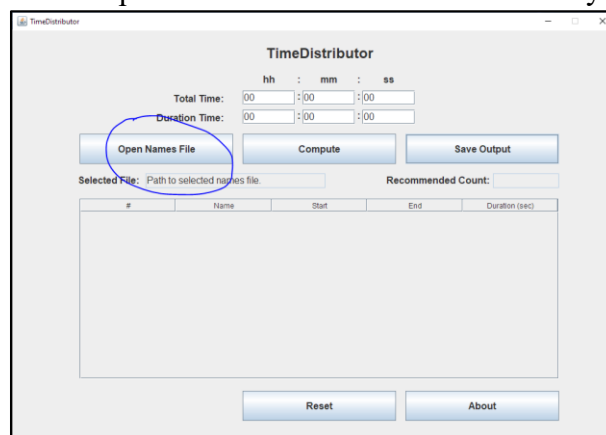 TimeDistributor
TimeDistributor
hh : mm : ss
Total Time: 00 : 00 : 00
Duration Time: 00 : 00 : 00
Open Names File Compute Save Output
Selected File: Path to selected names file. Recommended Count:
# Name Start End Duration (sec)
Reset About